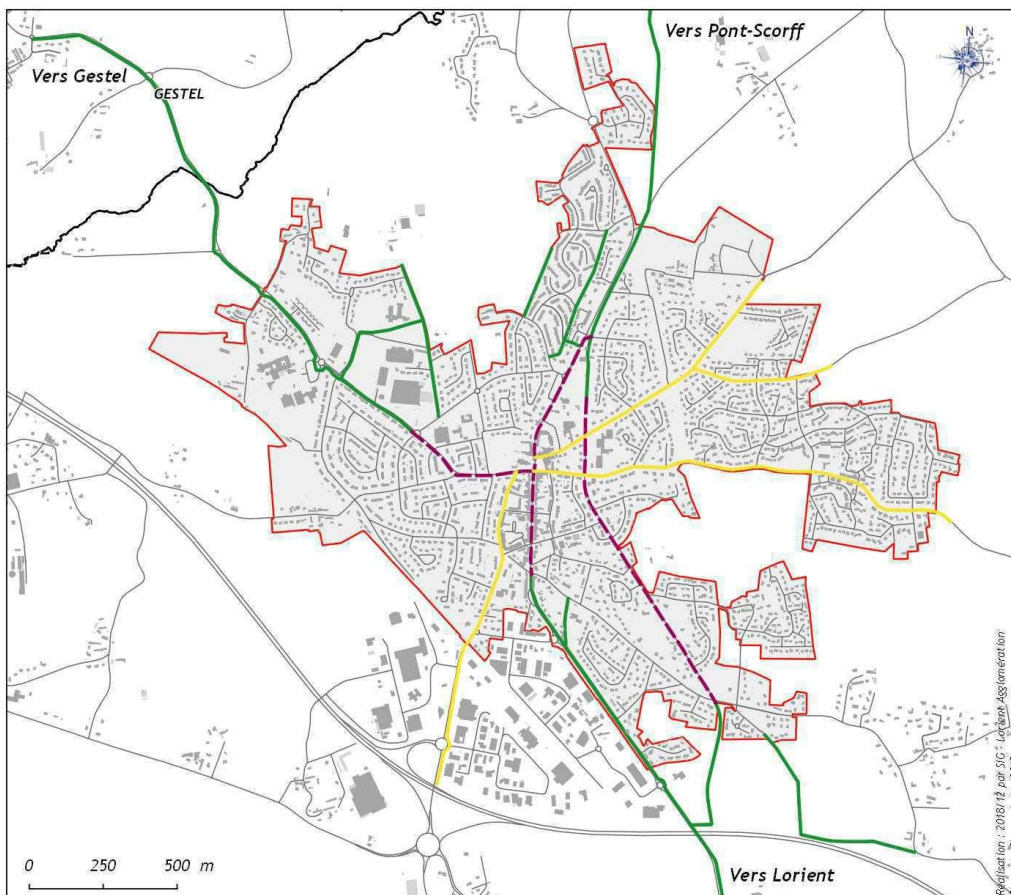 Vers Pont-Scorff
N
Vers Gestel
GESTEL
0 250 500 m
Vers Lorient
Réalisation : 2018/12 par SIG - Lorient Agglomération